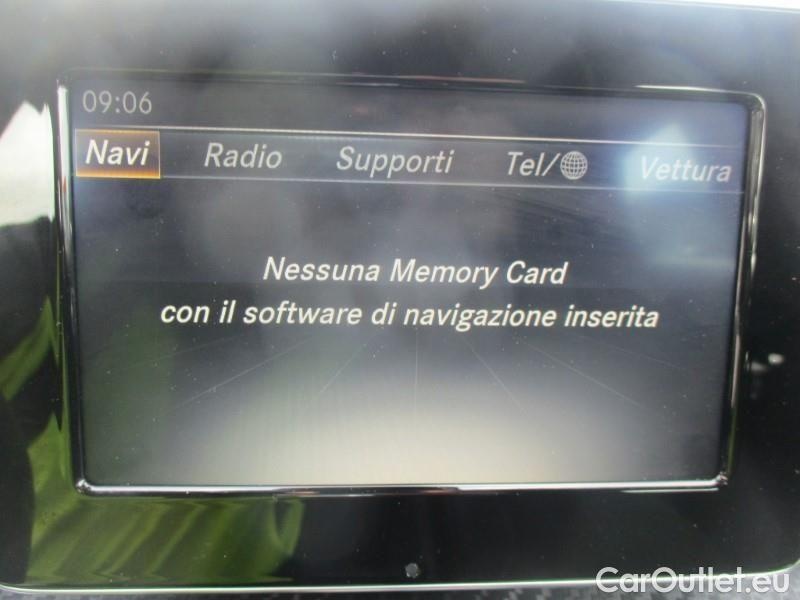 09:06
Navi Radio Supporti Tel/ Vettura
Nessuna Memory Card
con il software di navigazione inserita
CarOutlet.eu